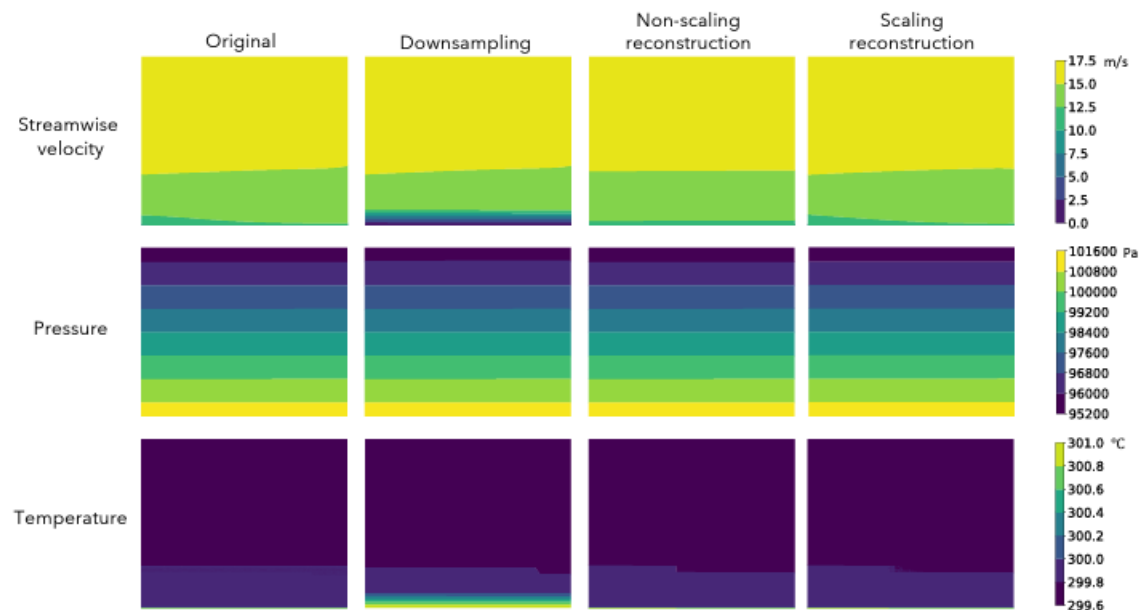 Original
Downsampling
Non-scaling
reconstruction
Scaling
reconstruction
Streamwise
velocity
17.5 m/s
15.0
12.5
10.0
7.5
5.0
2.5
0.0
Pressure
101600 Pa
100800
100000
99200
98400
97600
96800
96000
95200
Temperature
301.0 °C
300.8
300.6
300.4
300.2
300.0
299.8
299.6